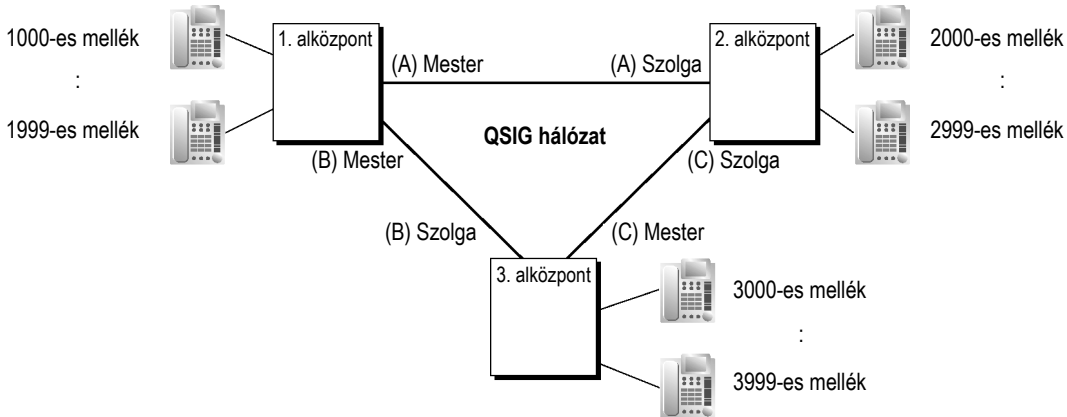 1000-es mellék
:
1999-es mellék
1. alközpont
(A) Mester
(A) Szolga
2. alközpont
2000-es mellék
:
2999-es mellék
QSIG hálózat
(B) Mester
(C) Szolga
(B) Szolga
(C) Mester
3. alközpont
3000-es mellék
:
3999-es mellék